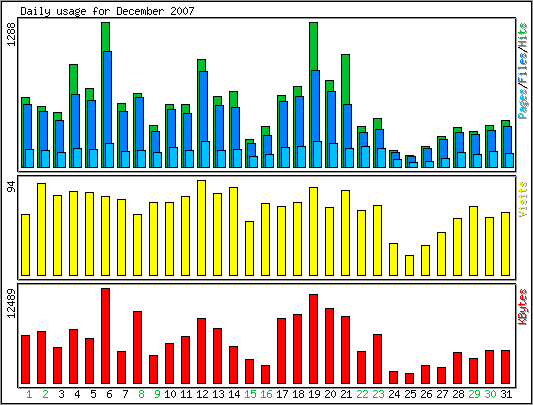 Daily usage for December 2007
1288
Pages/Files/Hits
94
Visits
12489
KBytes
1 2 3 4 5 6 7 8 9 10 11 12 13 14 15 16 17 18 19 20 21 22 23 24 25 26 27 28 29 30 31